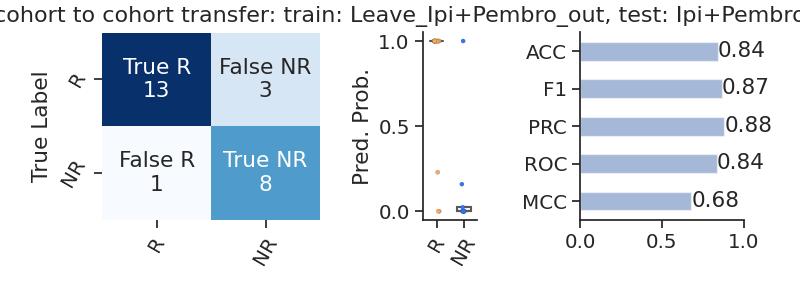 cohort to cohort transfer: train: Leave_Ipi+Pembro_out, test: Ipi+Pembro
True Label
R
NR
True R
13
False NR
3
False R
1
True NR
8
R
NR
Pred. Prob.
1.0
0.5
0.0
R
NR
ACC
0.84
F1
0.87
PRC
0.88
ROC
0.84
MCC
0.68
0.0
0.5
1.0